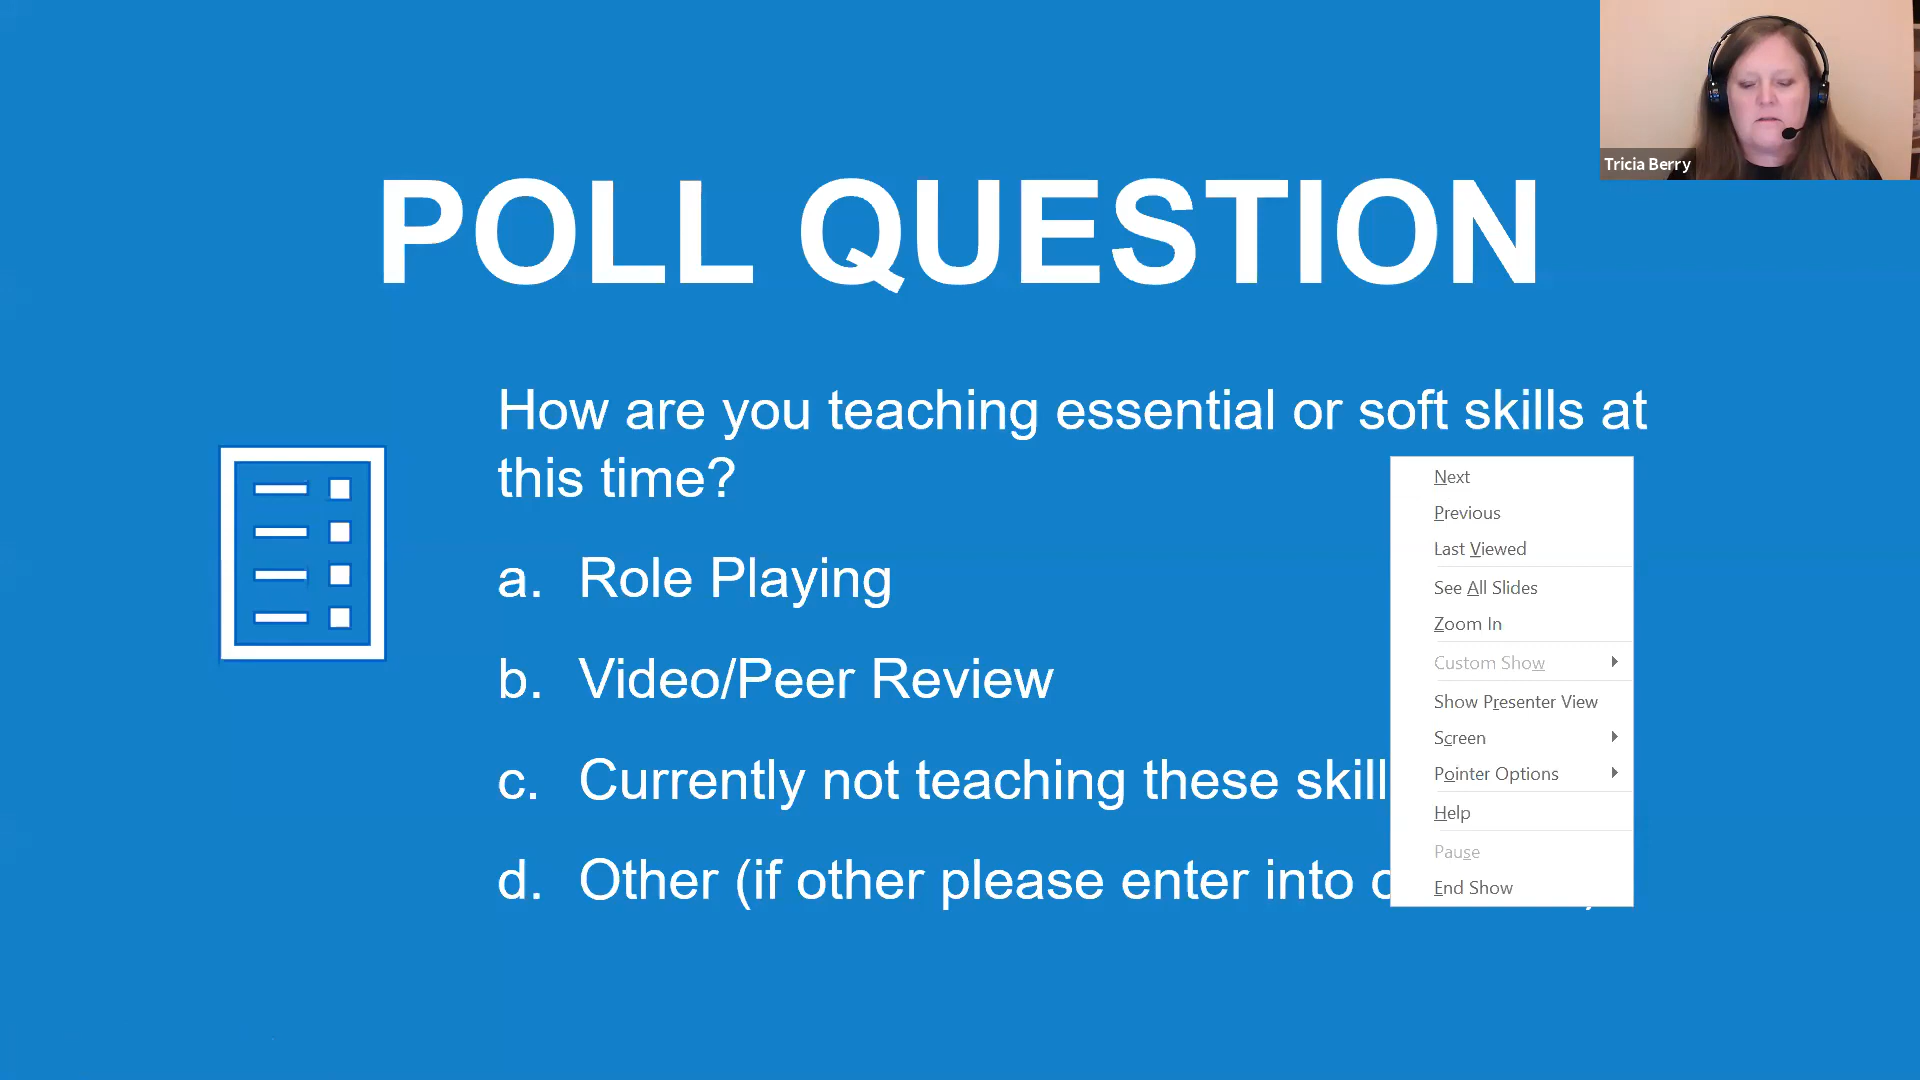 POLL QUESTION
Tricia Berry
How are you teaching essential or soft skills at
this time?
a. Role Playing
b. Video/Peer Review
c. Currently not teaching these skill
d. Other (if other please enter into
Next
Previous
Last Viewed
See All Slides
Zoom In
Custom Show
Show Presenter View
Screen
Pointer Options
Help
Pause
End Show